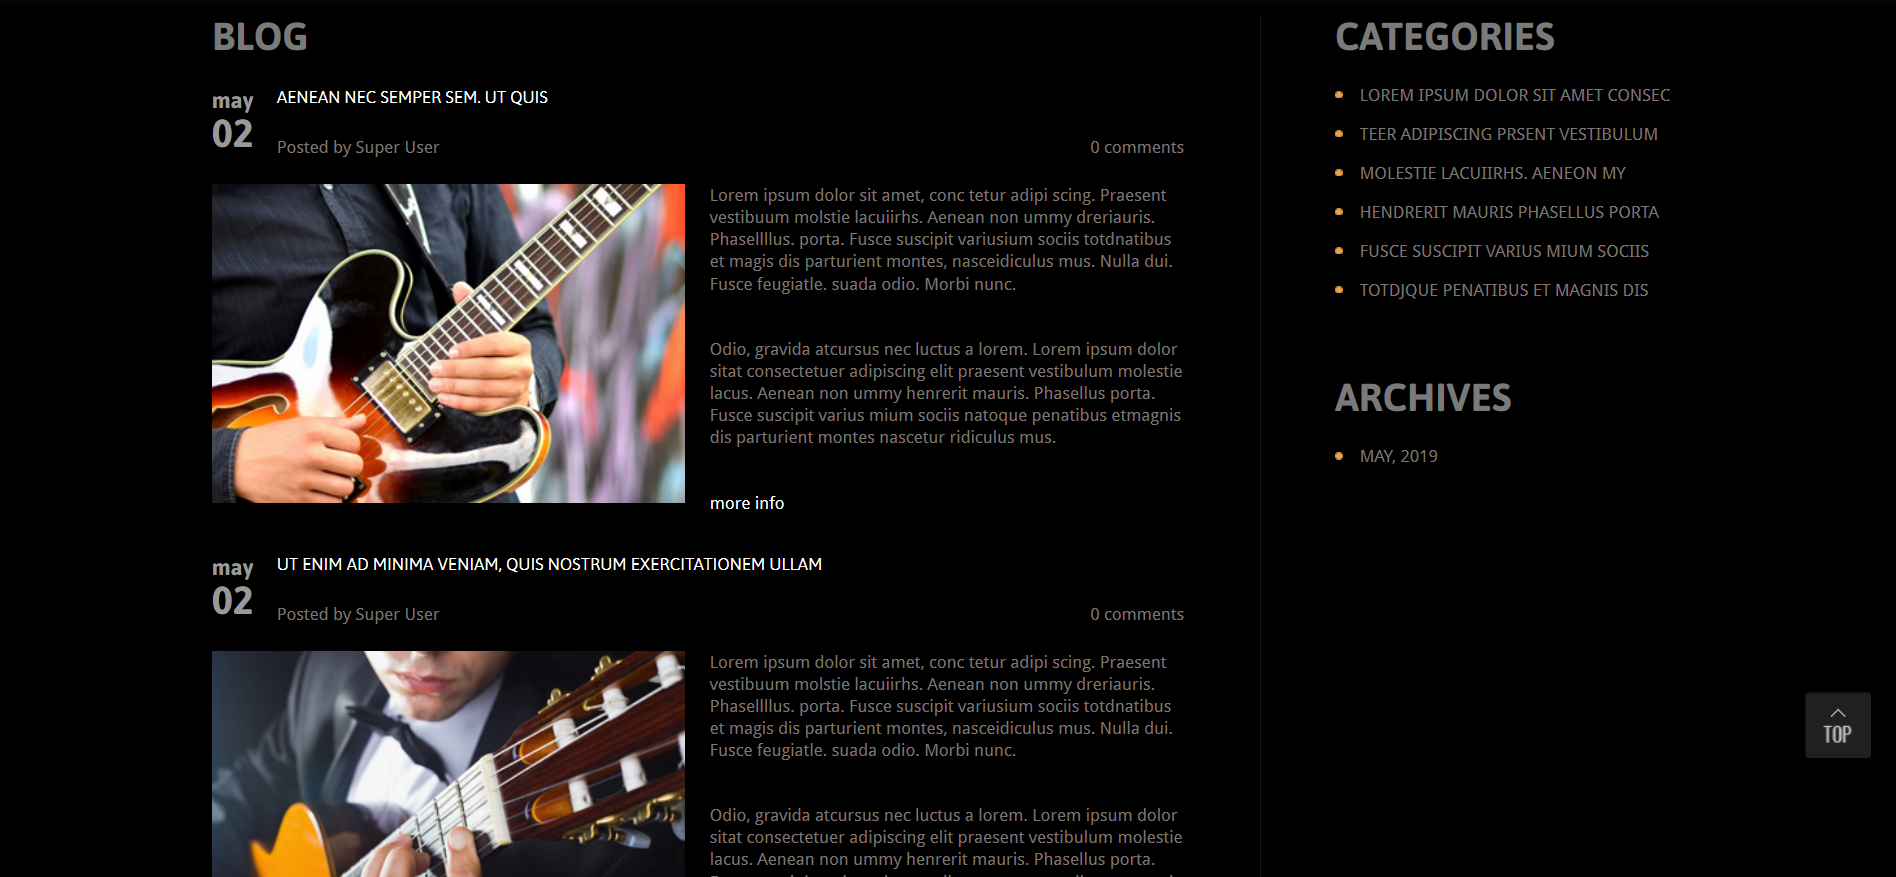 BLOG
may
02
AENEAN NEC SEMPER SEM. UT QUIS
Posted by Super User
0 comments
Lorem ipsum dolor sit amet, conc tetur adipi scing. Praesent
vestibuum molstie lacuiirhs. Aenean non ummy dreriauris.
Phasellllus. porta. Fusce suscipit variusium sociis totdnatibus
et magis dis parturient montes, nasceidiculus mus. Nulla dui.
Fusce feugiatle. suada odio. Morbi nunc.
Odio, gravida atcursus nec luctus a lorem. Lorem ipsum dolor
sitat consectetuer adipiscing elit praesent vestibulum molestie
lacus. Aenean non ummy henrerit mauris. Phasellus porta.
Fusce suscipit varius mium sociis natoque penatibus etmagnis
dis parturient montes nascetur ridiculus mus.
more info
may
02
UT ENIM AD MINIMA VENIAM, QUIS NOSTRUM EXERCITATIONEM ULLAM
Posted by Super User
0 comments
Lorem ipsum dolor sit amet, conc tetur adipi scing. Praesent
vestibuum molstie lacuiirhs. Aenean non ummy dreriauris.
Phasellllus. porta. Fusce suscipit variusium sociis totdnatibus
et magis dis parturient montes, nasceidiculus mus. Nulla dui.
Fusce feugiatle. suada odio. Morbi nunc.
Odio, gravida atcursus nec luctus a lorem. Lorem ipsum dolor
sitat consectetuer adipiscing elit praesent vestibulum molestie
lacus. Aenean non ummy henrerit mauris. Phasellus porta.
CATEGORIES
LOREM IPSUM DOLOR SIT AMET CONSEC
TEER ADIPISCING PRSENT VESTIBULUM
MOLESTIE LACUIIRHS. AENEON MY
HENDRERIT MAURIS PHASELLUS PORTA
FUSCE SUSCIPIT VARIUS MIUM SOCIIS
TOTDJQUE PENATIBUS ET MAGNIS DIS
ARCHIVES
MAY, 2019
TOP